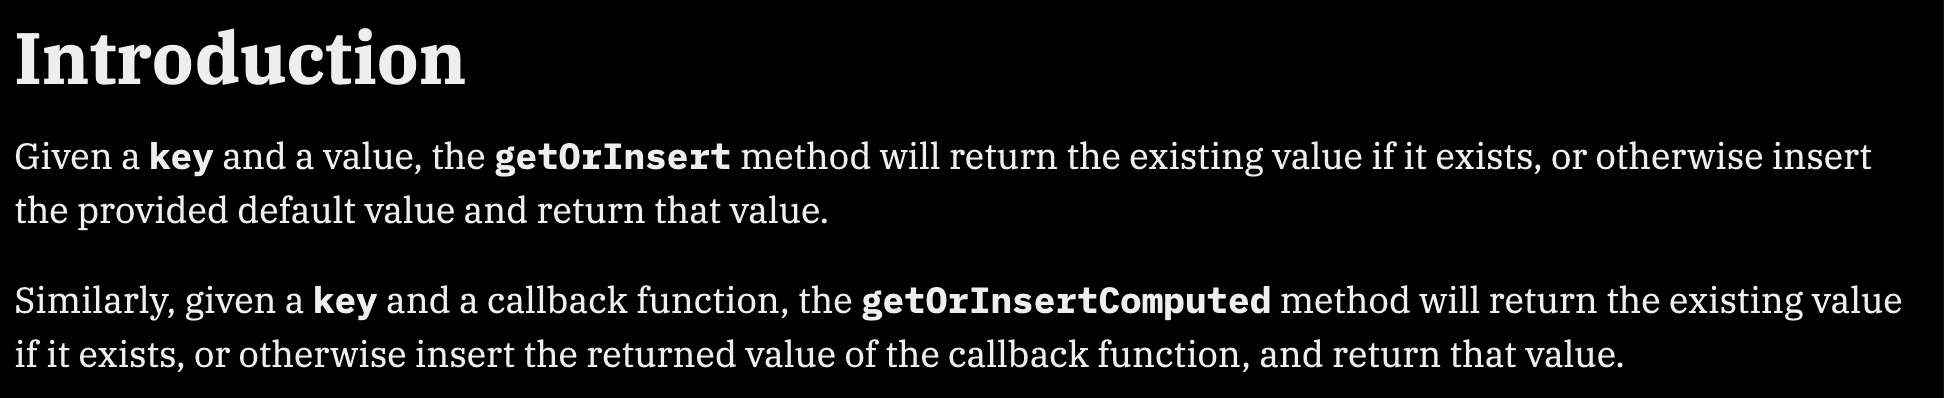 Introduction
Given a key and a value, the getOrInsert method will return the existing value if it exists, or otherwise insert
the provided default value and return that value.
Similarly, given a key and a callback function, the getOrInsertComputed method will return the existing value
if it exists, or otherwise insert the returned value of the callback function, and return that value.